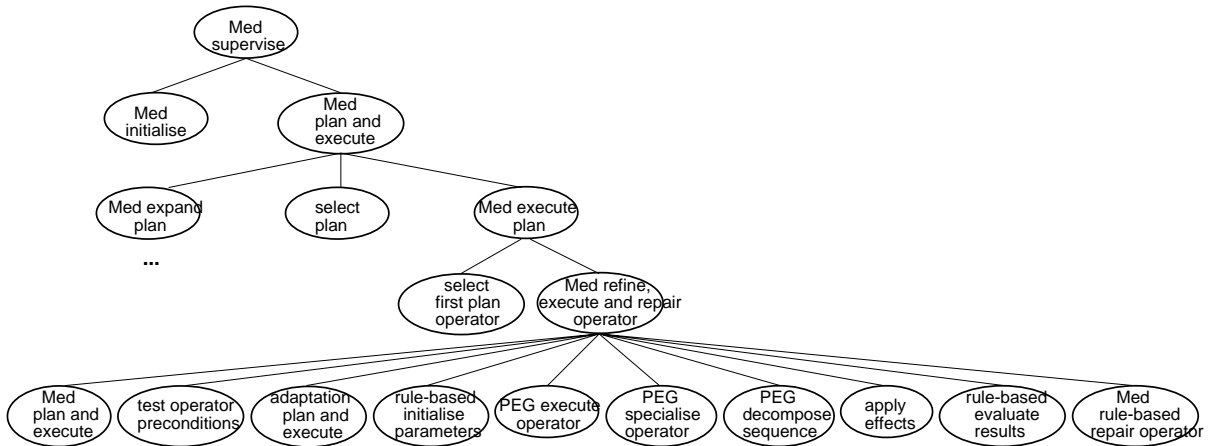 Med
supervise
Med
initialise
Med
plan and
execute
Med expand
plan
select
plan
Med execute
plan
...
select
first plan
operator
Med refine,
execute and repair
operator
Med
plan and
execute
test operator
preconditions
adaptation
plan and
execute
rule-based
initialise
parameters
PEG execute
operator
PEG
specialise
operator
PEG
decompose
sequence
apply
effects
rule-based
evaluate
results
Med
rule-based
repair operator